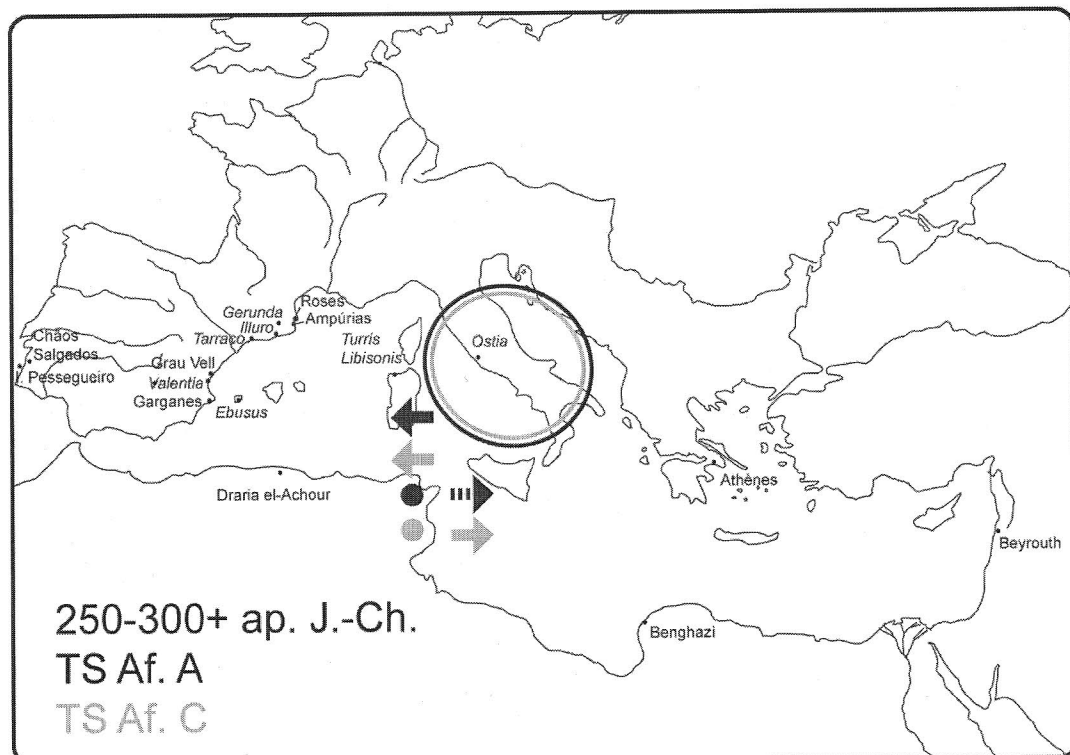 Roses
Gerunda
Ampúrias
Illuro
Tarraco
Turris
Libisonis
Ostia
Chãos
Salgados
I. Pessegueiro
Grau Vell
Valentia
Garganes
Ebusus
Draria el-Achour
Athènes
Beyrouth
Benghazi
250-300+ ap. J.-Ch.
TS Af. A
TS Af. C